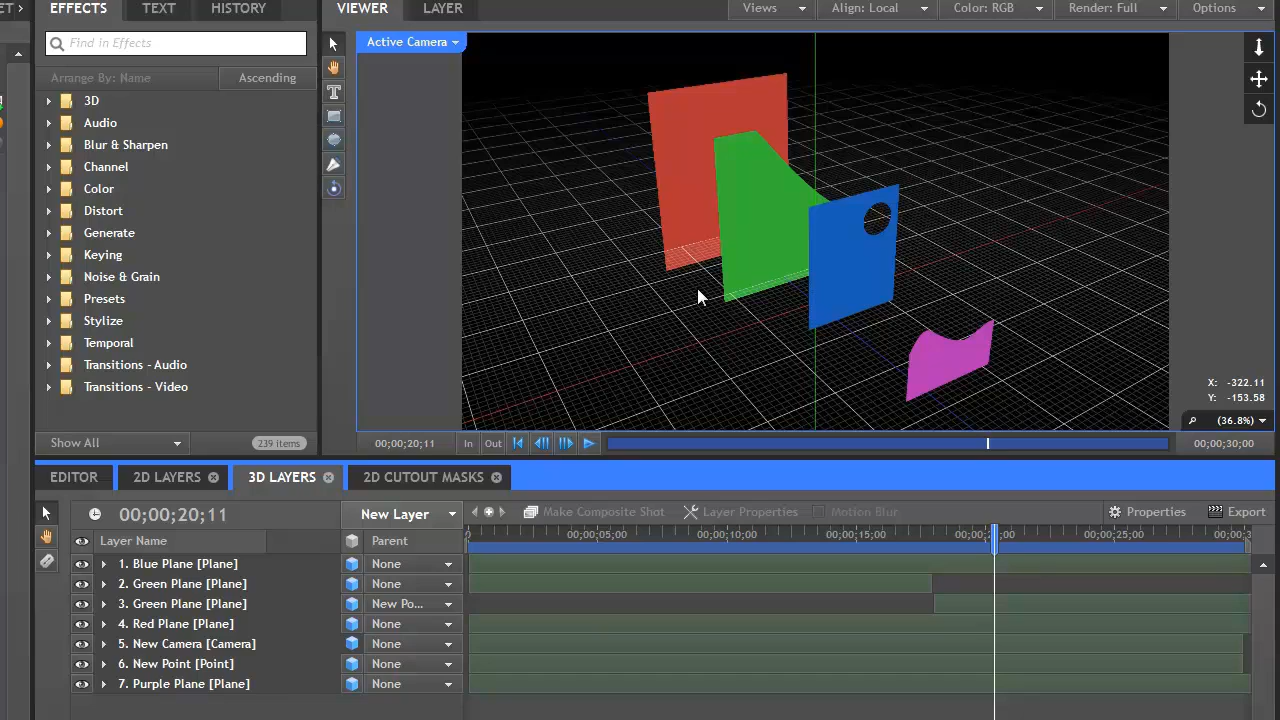 ET >
EFFECTS TEXT HISTORY
VIEWER LAYER
Views Align: Local Color: RGB Render: Full Options
Find in Effects
Active Camera
Arrange By: Name Ascending
3D
Audio
Blur & Sharpen
Channel
Color
Distort
Generate
Keying
Noise & Grain
Presets
Stylize
Temporal
Transitions - Audio
Transitions - Video
X: -322.11
Y: -153.58
(36.8%)
Show All 239 items
00;00;20;11 In Out 00;00;30;00
EDITOR 2D LAYERS 3D LAYERS 2D CUTOUT MASKS
00;00;20;11 New Layer Make Composite Shot Layer Properties Motion Blur Properties Export
Layer Name Parent 0 00;00;05;00 00;00;10;00 00;00;15;00 00;00;25;00
1. Blue Plane [Plane] None
2. Green Plane [Plane] None
3. Green Plane [Plane] New Po...
4. Red Plane [Plane] None
5. New Camera [Camera] None
6. New Point [Point] None
7. Purple Plane [Plane] None